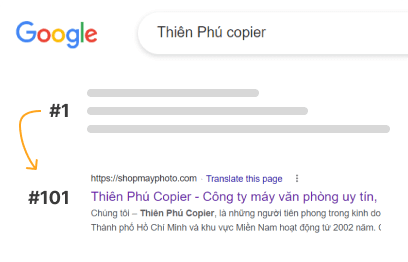 Google
Thiên Phú copier
#1
https://shopmayphoto.com · Translate this page
#101
Thiên Phú Copier - Công ty máy văn phòng uy tín,
Chúng tôi – Thiên Phú Copier, là những người tiên phong trong kinh do
Thành phố Hồ Chí Minh và khu vực Miền Nam hoạt động từ 2002 năm.